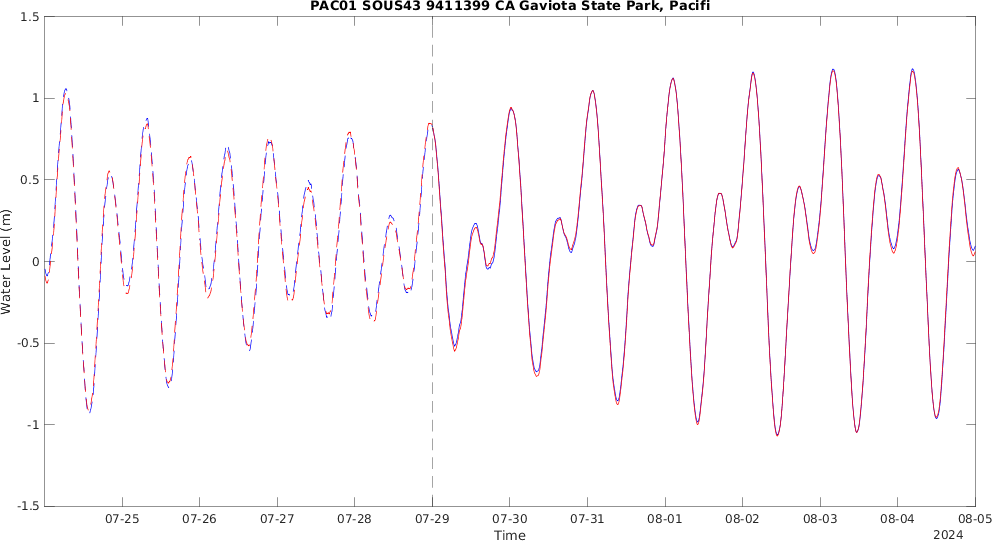 PAC01 SOUS43 9411399 CA Gaviota State Park, Pacifi
1.5
1
0.5
0
-0.5
-1
-1.5
Water Level (m)
07-25 07-26 07-27 07-28 07-29 07-30 07-31 08-01 08-02 08-03 08-04 08-05
Time
2024